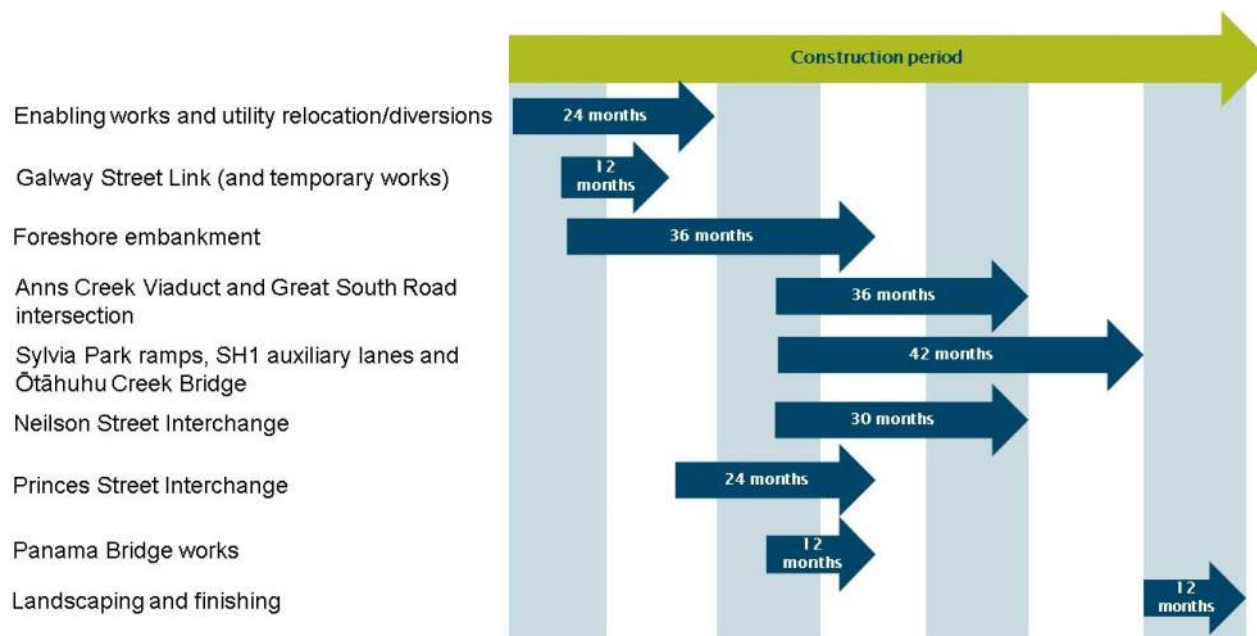 Construction period
Enabling works and utility relocation/diversions
24 months
Galway Street Link (and temporary works)
12
months
Foreshore embankment
36 months
Anns Creek Viaduct and Great South Road
intersection
36 months
Sylvia Park ramps, SH1 auxiliary lanes and
Ōtāhuhu Creek Bridge
42 months
Neilson Street Interchange
30 months
Princes Street Interchange
24 months
Panama Bridge works
12
months
Landscaping and finishing
12
months